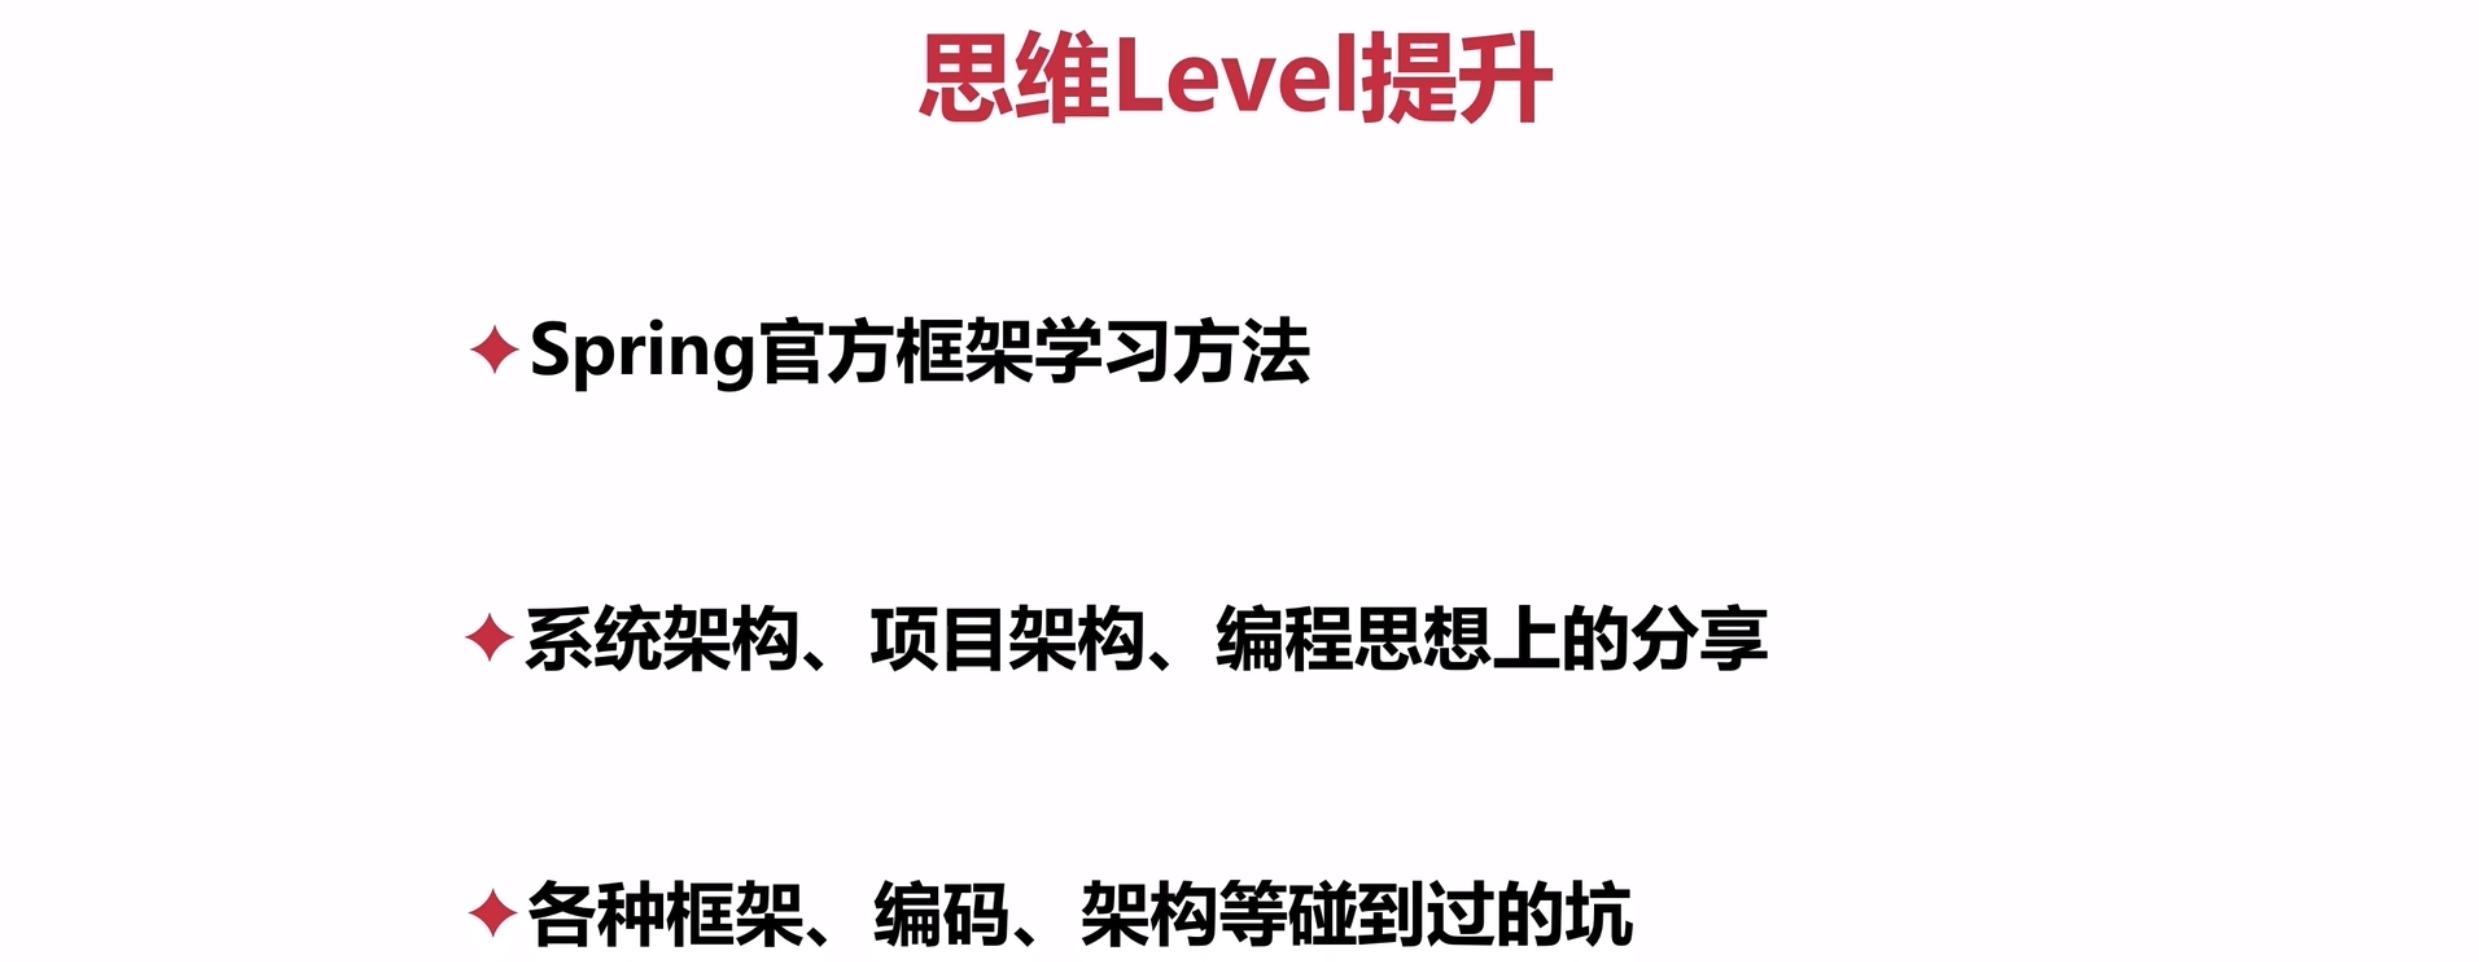 思维Level提升
Spring官方框架学习方法
系统架构、项目架构、编程思想上的分享
各种框架、编码、架构等碰到过的坑